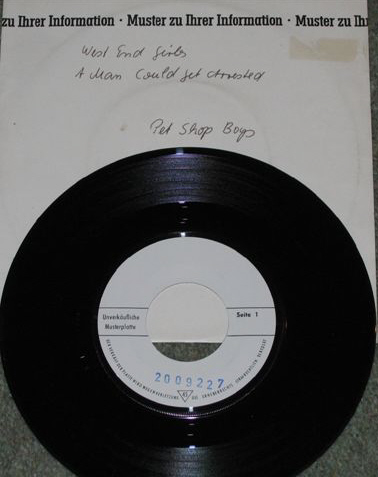 zu Ihrer Information · Muster zu Ihrer Information · Muster zu Ihr
West End Girls
A Man Could get Arrested
Pet Shop Boys
Unverkäufliche
Musterplatte
Seite 1
2009227
45